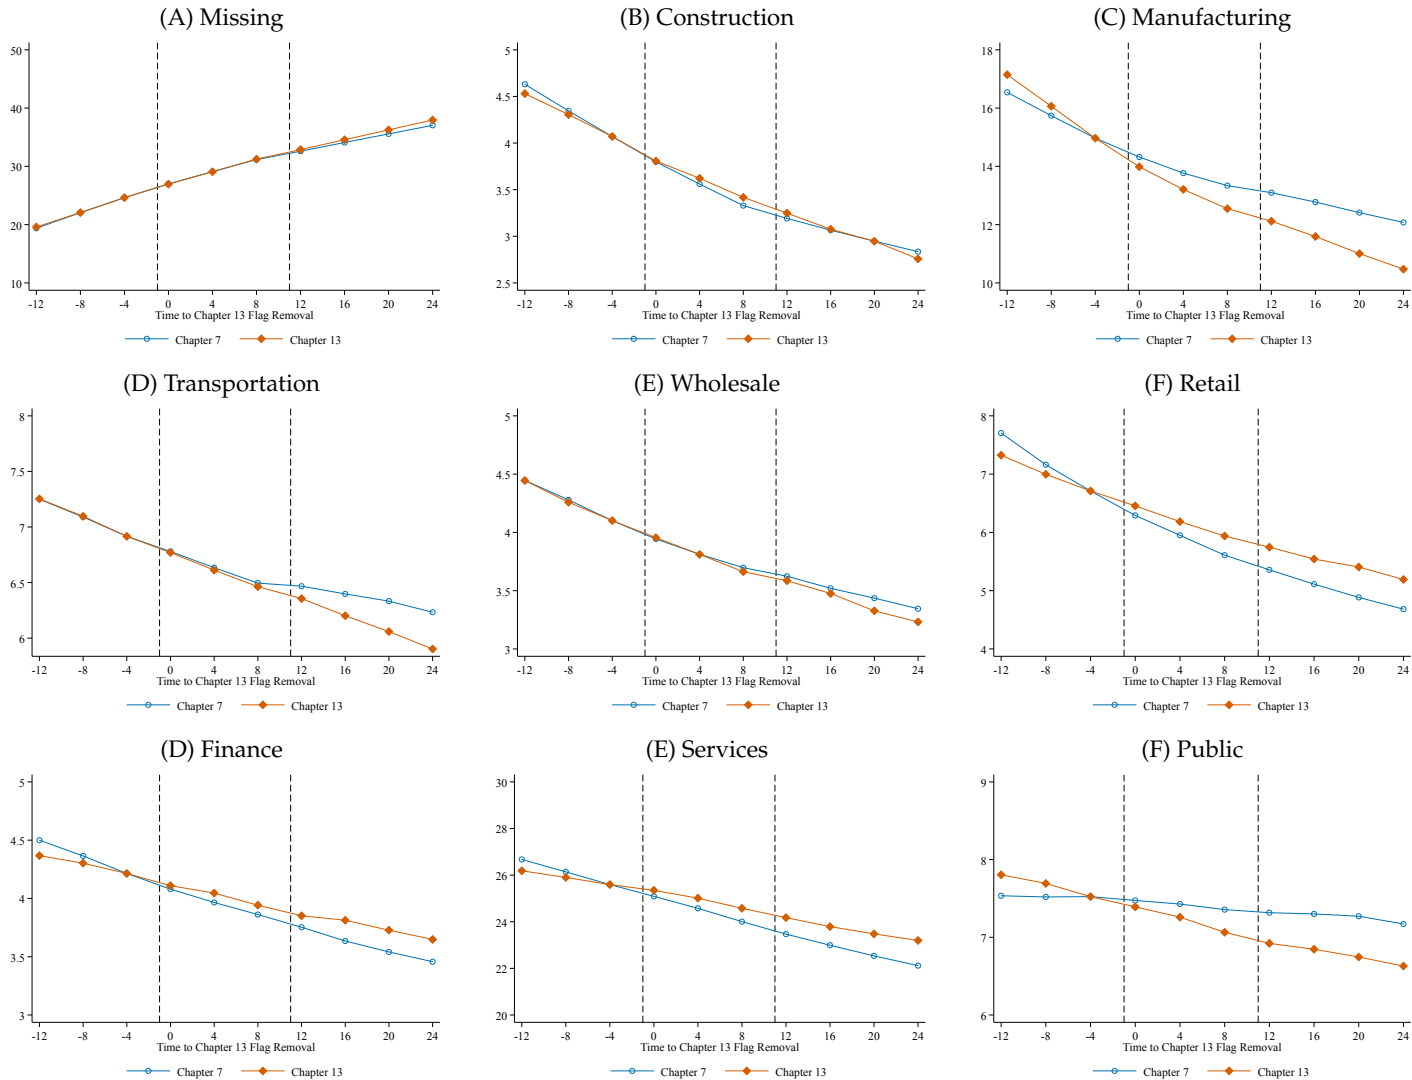 (A) Missing
50
40
30
20
10
-12 -8 -4 0 4 8 12 16 20 24
Time to Chapter 13 Flag Removal
Chapter 7 Chapter 13
(B) Construction
5
4.5
4
3.5
3
2.5
-12 -8 -4 0 4 8 12 16 20 24
Time to Chapter 13 Flag Removal
Chapter 7 Chapter 13
(C) Manufacturing
18
16
14
12
10
-12 -8 -4 0 4 8 12 16 20 24
Time to Chapter 13 Flag Removal
Chapter 7 Chapter 13
(D) Transportation
8
7.5
7
6.5
6
-12 -8 -4 0 4 8 12 16 20 24
Time to Chapter 13 Flag Removal
Chapter 7 Chapter 13
(E) Wholesale
5
4.5
4
3.5
3
-12 -8 -4 0 4 8 12 16 20 24
Time to Chapter 13 Flag Removal
Chapter 7 Chapter 13
(F) Retail
8
7
6
5
4
-12 -8 -4 0 4 8 12 16 20 24
Time to Chapter 13 Flag Removal
Chapter 7 Chapter 13
(D) Finance
5
4.5
4
3.5
3
-12 -8 -4 0 4 8 12 16 20 24
Time to Chapter 13 Flag Removal
Chapter 7 Chapter 13
(E) Services
30
28
26
24
22
20
-12 -8 -4 0 4 8 12 16 20 24
Time to Chapter 13 Flag Removal
Chapter 7 Chapter 13
(F) Public
9
8
7
6
-12 -8 -4 0 4 8 12 16 20 24
Time to Chapter 13 Flag Removal
Chapter 7 Chapter 13